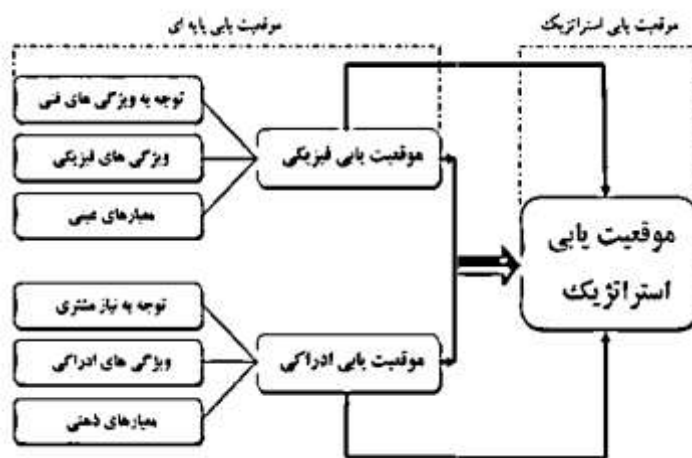 موقعیت یابی استراتژیک
موقعیت یابی پایه ای
توجه به ویژگی های فنی
ویژگی های فیزیکی
معیارهای عینی
موقعیت یابی فیزیکی
توجه به نیاز مشتری
ویژگی های ادراکی
معیارهای ذهنی
موقعیت یابی ادراکی
موقعیت یابی
استراتژیک